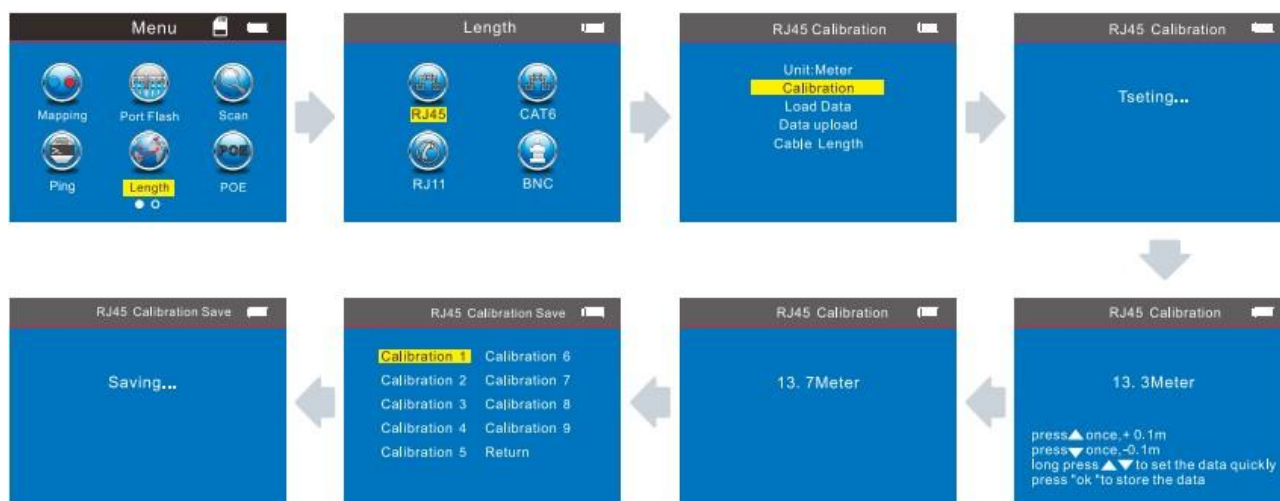 Menu
Mapping Port Flash Scan
Ping Length POE
Length
RJ45 CAT6
RJ11 BNC
RJ45 Calibration
Unit:Meter
Calibration
Load Data
Data upload
Cable Length
RJ45 Calibration
Tseting...
RJ45 Calibration
13. 3Meter
press▲once,+ 0.1m
press▼once,-0.1m
long press▲▼to set the data quickly
press "ok "to store the data
RJ45 Calibration
13. 7Meter
RJ45 Calibration Save
Calibration 1 Calibration 6
Calibration 2 Calibration 7
Calibration 3 Calibration 8
Calibration 4 Calibration 9
Calibration 5 Return
RJ45 Calibration Save
Saving...